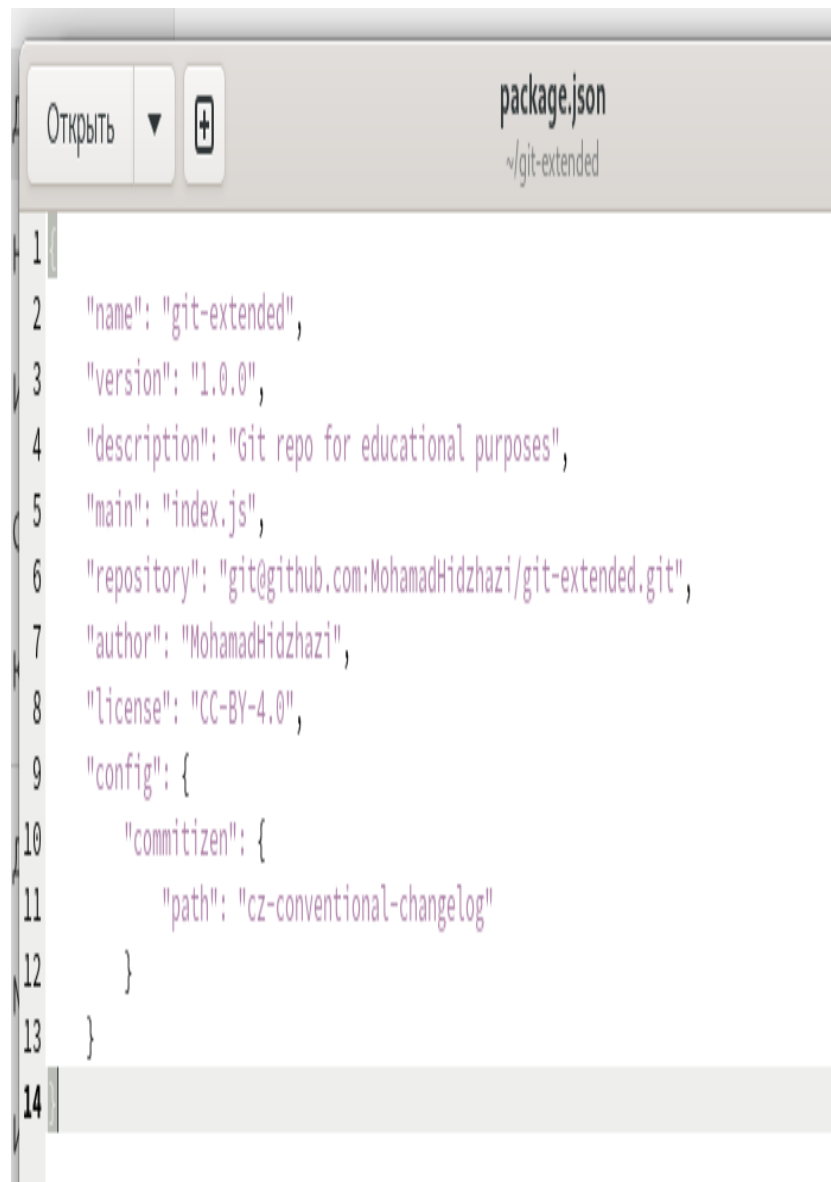 Открыть
package.json
~/git-extended
1 {
2 "name": "git-extended",
3 "version": "1.0.0",
4 "description": "Git repo for educational purposes",
5 "main": "index.js",
6 "repository": "git@github.com:MohamadHidzhazi/git-extended.git",
7 "author": "MohamadHidzhazi",
8 "license": "CC-BY-4.0",
9 "config": {
10 "commitizen": {
11 "path": "cz-conventional-changelog"
12 }
13 }
14 }